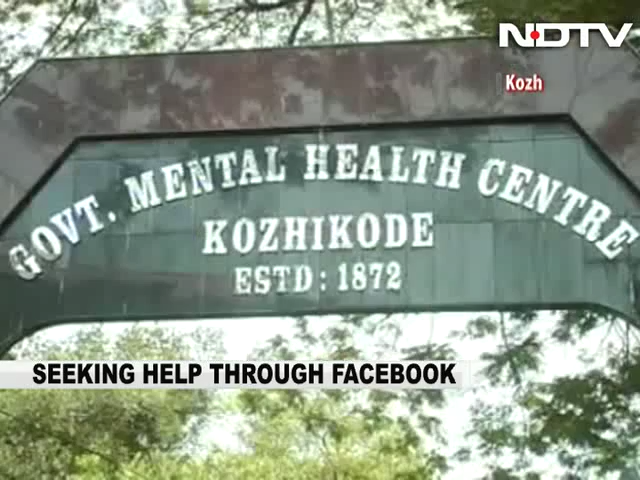 NDTV
Kozh
GOVT. MENTAL HEALTH CENTRE
KOZHIKODE
ESTD: 1872
SEEKING HELP THROUGH FACEBOOK